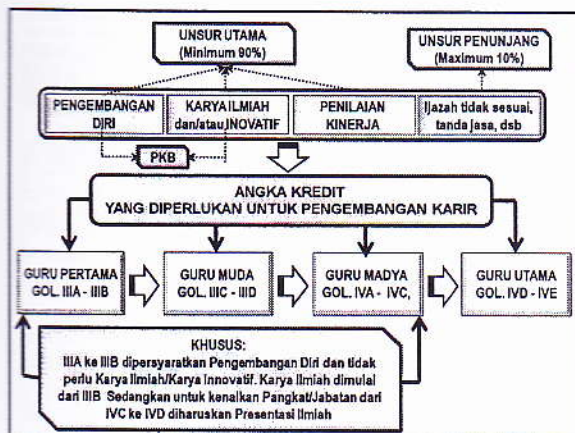 UNSUR UTAMA
(Minimum 90%)
UNSUR PENUNJANG
(Maximum 10%)
PENGEMBANGAN
DIRI
KARYA ILMIAH
dan/atau INOVATIF
PENILAIAN
KINERJA
Ijazah tidak sesuai,
tanda jasa, dsb
PKB
ANGKA KREDIT
YANG DIPERLUKAN UNTUK PENGEMBANGAN KARIR
GURU PERTAMA
GOL. IIIA - IIIB
GURU MUDA
GOL. IIIC - IIID
GURU MADYA
GOL. IVA - IVC,
GURU UTAMA
GOL. IVD - IVE
KHUSUS:
IIIA ke IIIB dipersyaratkan Pengembangan Diri dan tidak
perlu Karya Ilmiah/Karya Innovatif. Karya Ilmiah dimulai
dari IIIB Sedangkan untuk kenaikan Pangkat/Jabatan dari
IVC ke IVD diharuskan Presentasi Ilmiah